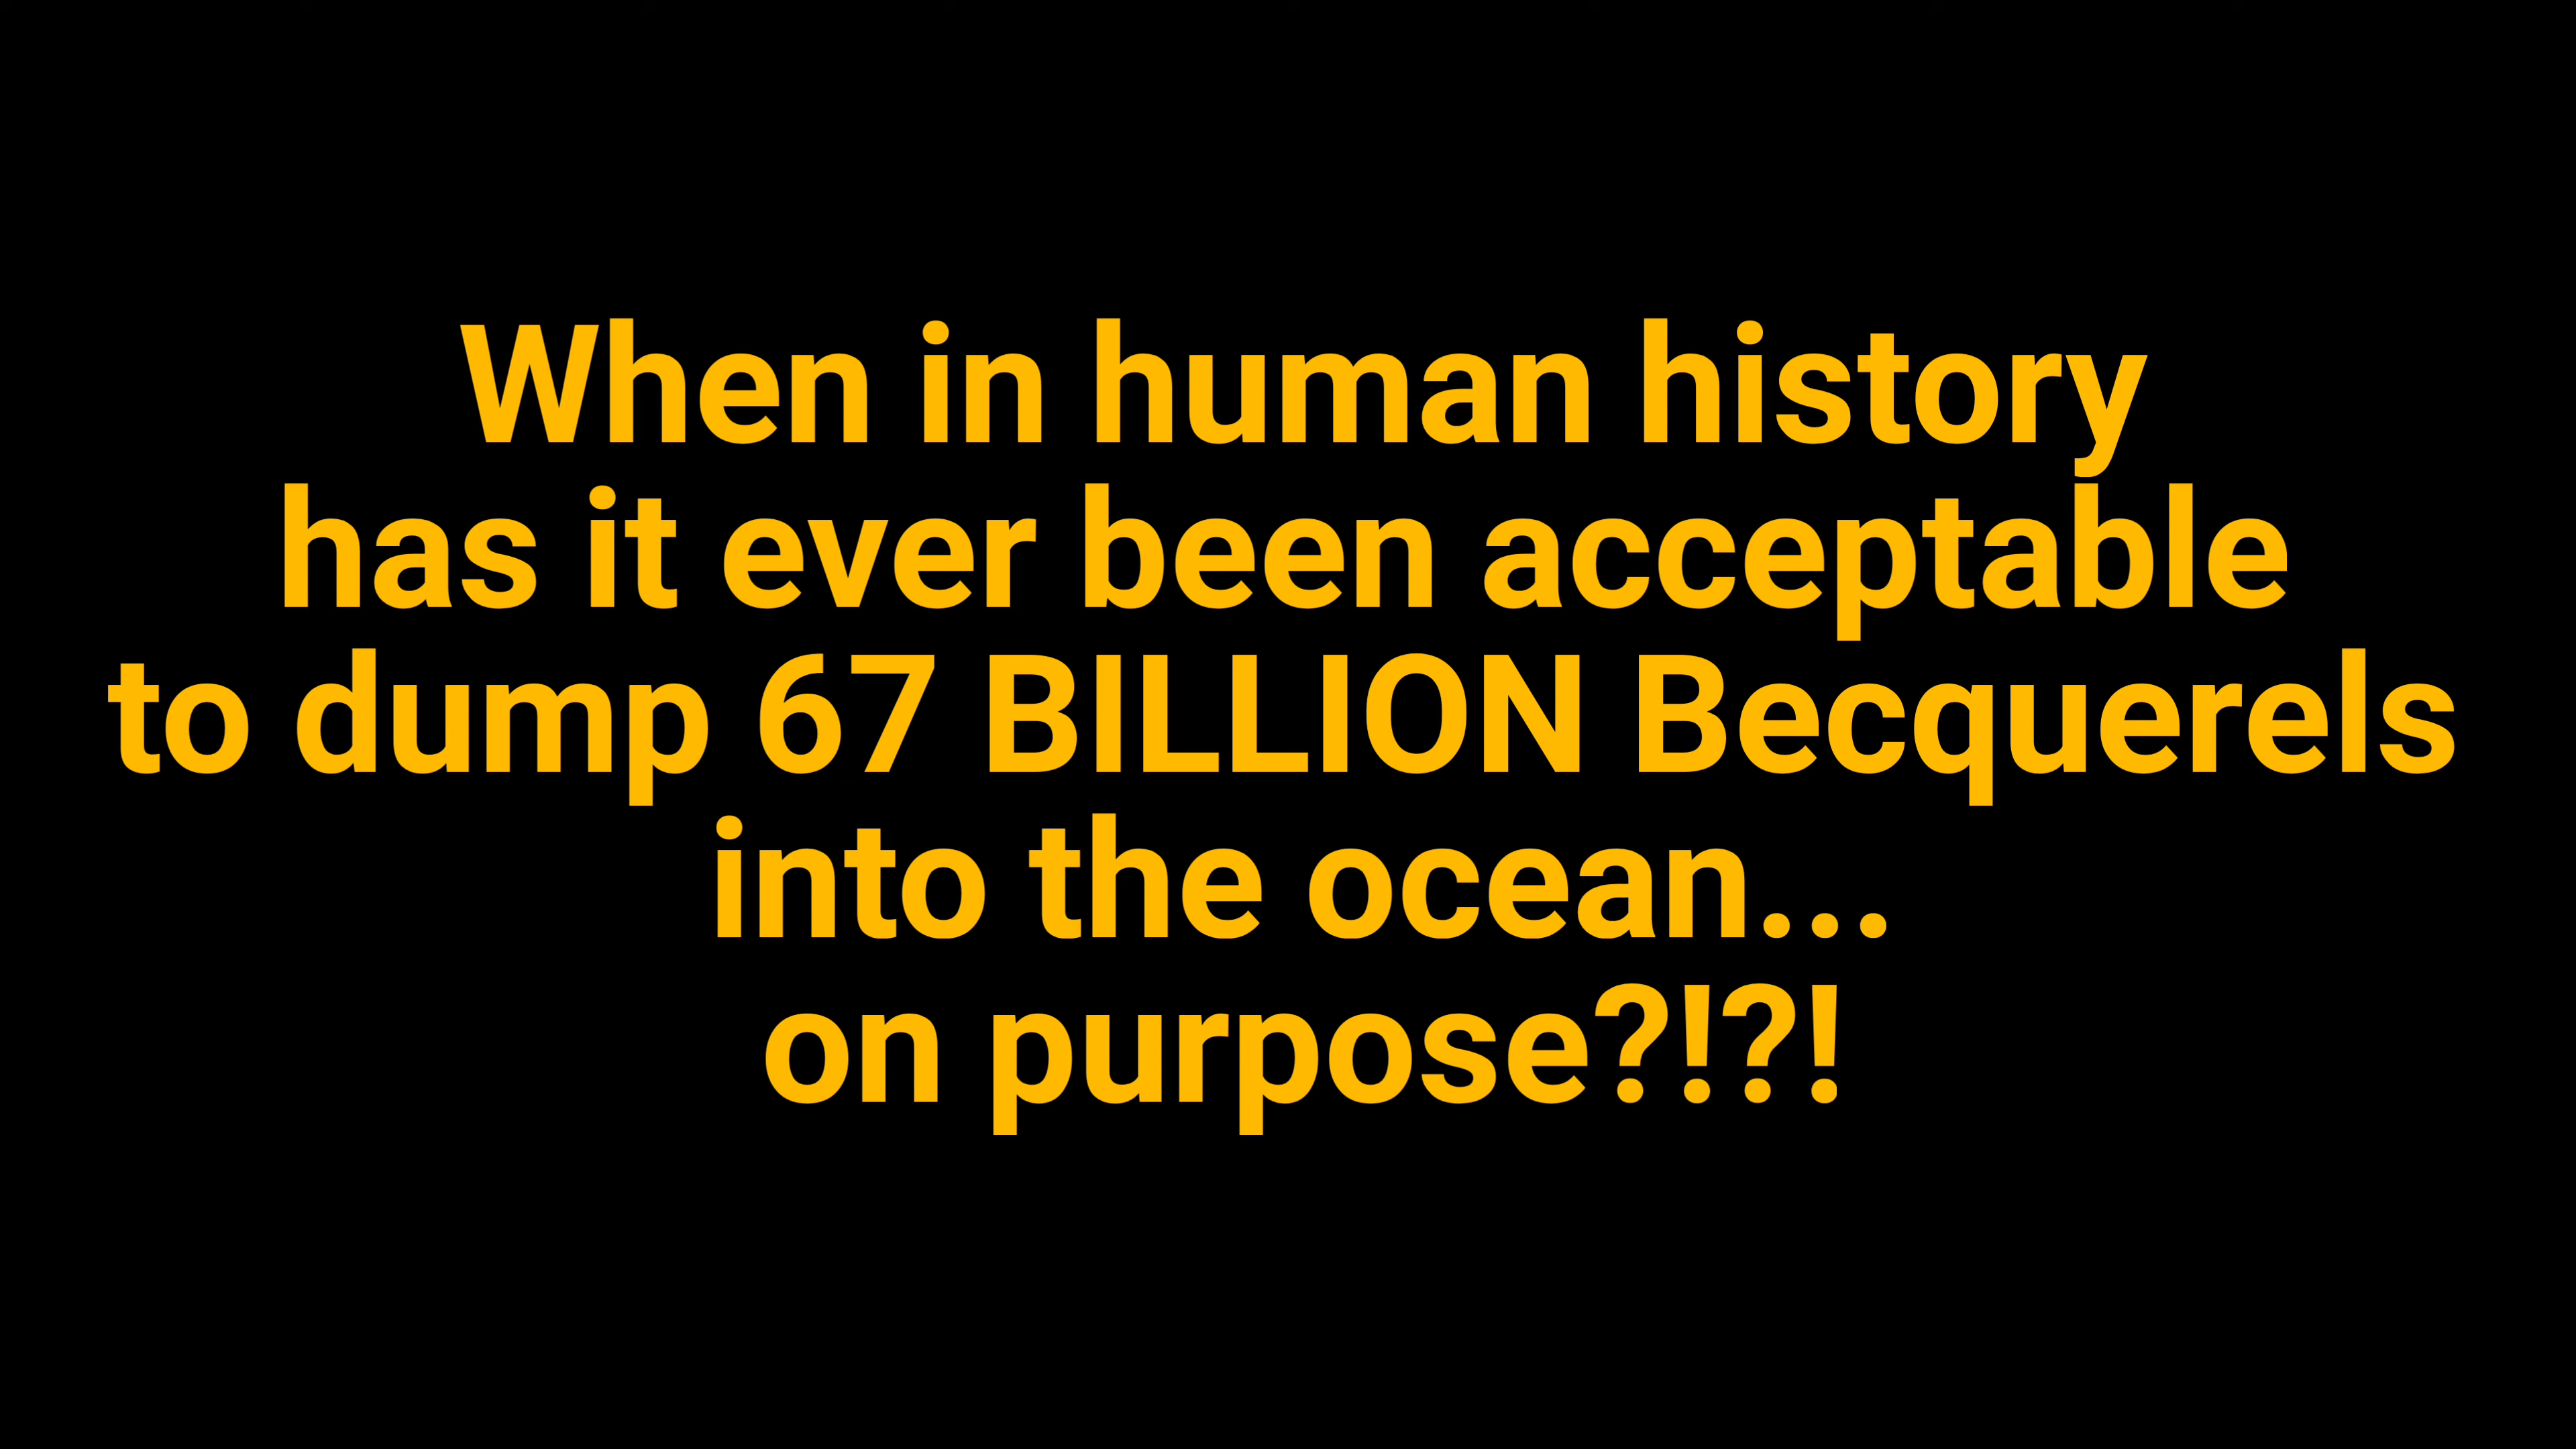 When in human history
has it ever been acceptable
to dump 67 BILLION Becquerels
into the ocean...
on purpose?!?!